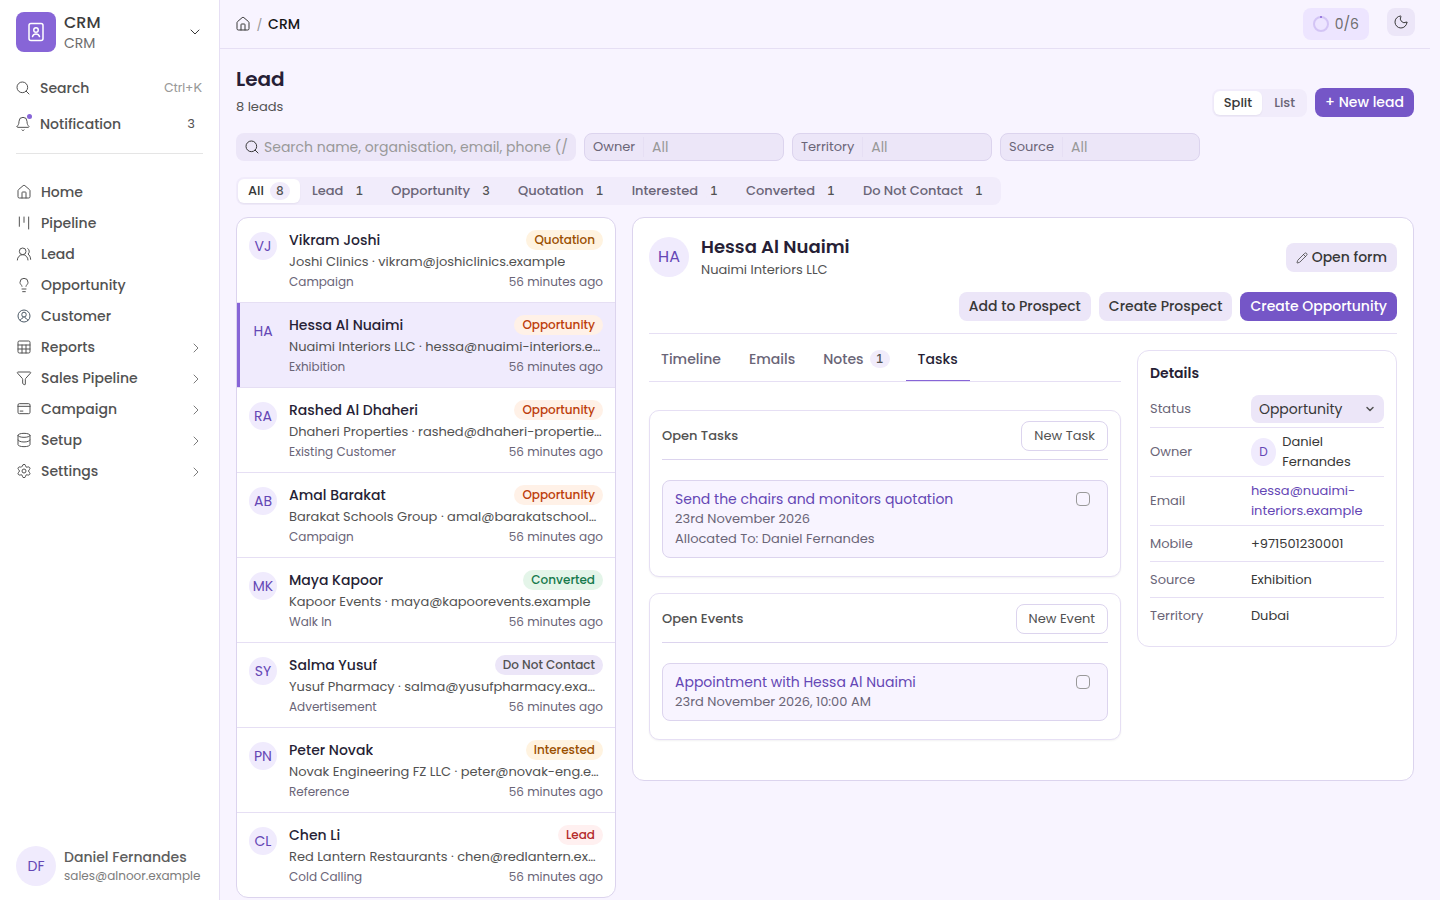 CRM
CRM
Search Ctrl+K
Notification 3
Home
Pipeline
Lead
Opportunity
Customer
Reports
Sales Pipeline
Campaign
Setup
Settings
DF
Daniel Fernandes
sales@alnoor.example
/ CRM
0/6
Lead
8 leads
Split List + New lead
Search name, organisation, email, phone (/
Owner All
Territory All
Source All
All 8 Lead 1 Opportunity 3 Quotation 1 Interested 1 Converted 1 Do Not Contact 1
VJ Vikram Joshi Quotation
Joshi Clinics · vikram@joshiclinics.example
Campaign 56 minutes ago
HA Hessa Al Nuaimi Opportunity
Nuaimi Interiors LLC · hessa@nuaimi-interiors.e...
Exhibition 56 minutes ago
RA Rashed Al Dhaheri Opportunity
Dhaheri Properties · rashed@dhaheri-propertie...
Existing Customer 56 minutes ago
AB Amal Barakat Opportunity
Barakat Schools Group · amal@barakatschool...
Campaign 56 minutes ago
MK Maya Kapoor Converted
Kapoor Events · maya@kapoorevents.example
Walk In 56 minutes ago
SY Salma Yusuf Do Not Contact
Yusuf Pharmacy · salma@yusufpharmacy.exa...
Advertisement 56 minutes ago
PN Peter Novak Interested
Novak Engineering FZ LLC · peter@novak-eng.e...
Reference 56 minutes ago
CL Chen Li Lead
Red Lantern Restaurants · chen@redlantern.ex...
Cold Calling 56 minutes ago
HA Hessa Al Nuaimi
Nuaimi Interiors LLC
Open form
Add to Prospect Create Prospect Create Opportunity
Timeline Emails Notes 1 Tasks
Open Tasks New Task
Send the chairs and monitors quotation
23rd November 2026
Allocated To: Daniel Fernandes
Open Events New Event
Appointment with Hessa Al Nuaimi
23rd November 2026, 10:00 AM
Details
Status Opportunity
Owner D Daniel
Fernandes
Email hessa@nuaimi-
interiors.example
Mobile +971501230001
Source Exhibition
Territory Dubai